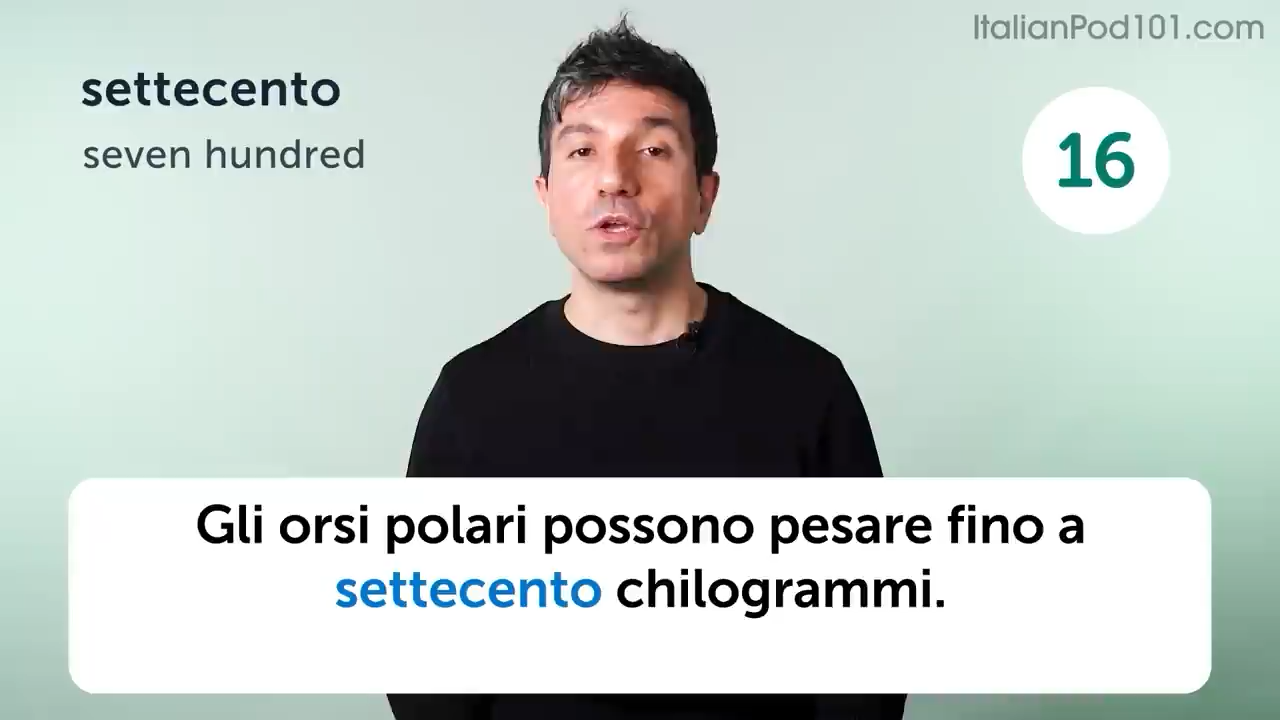 ItalianPod101.com
settecento
seven hundred
16
Gli orsi polari possono pesare fino a
settecento chilogrammi.